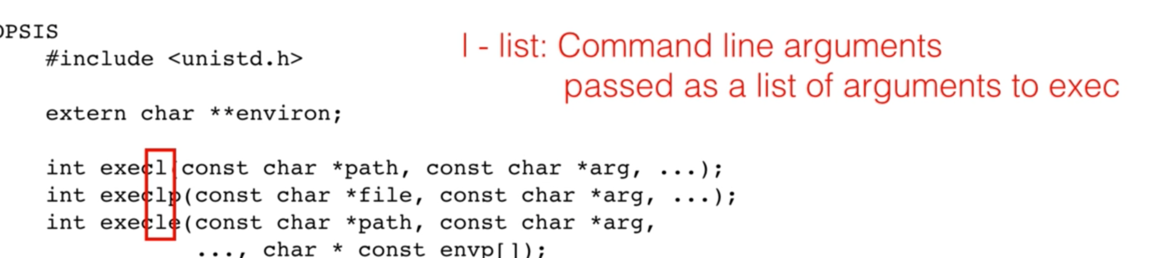 OPSIS
#include <unistd.h>
l - list: Command line arguments
passed as a list of arguments to exec
extern char **environ;
int execl(const char *path, const char *arg, ...);
int execlp(const char *file, const char *arg, ...);
int execle(const char *path, const char *arg,
..., char * const envp[]);